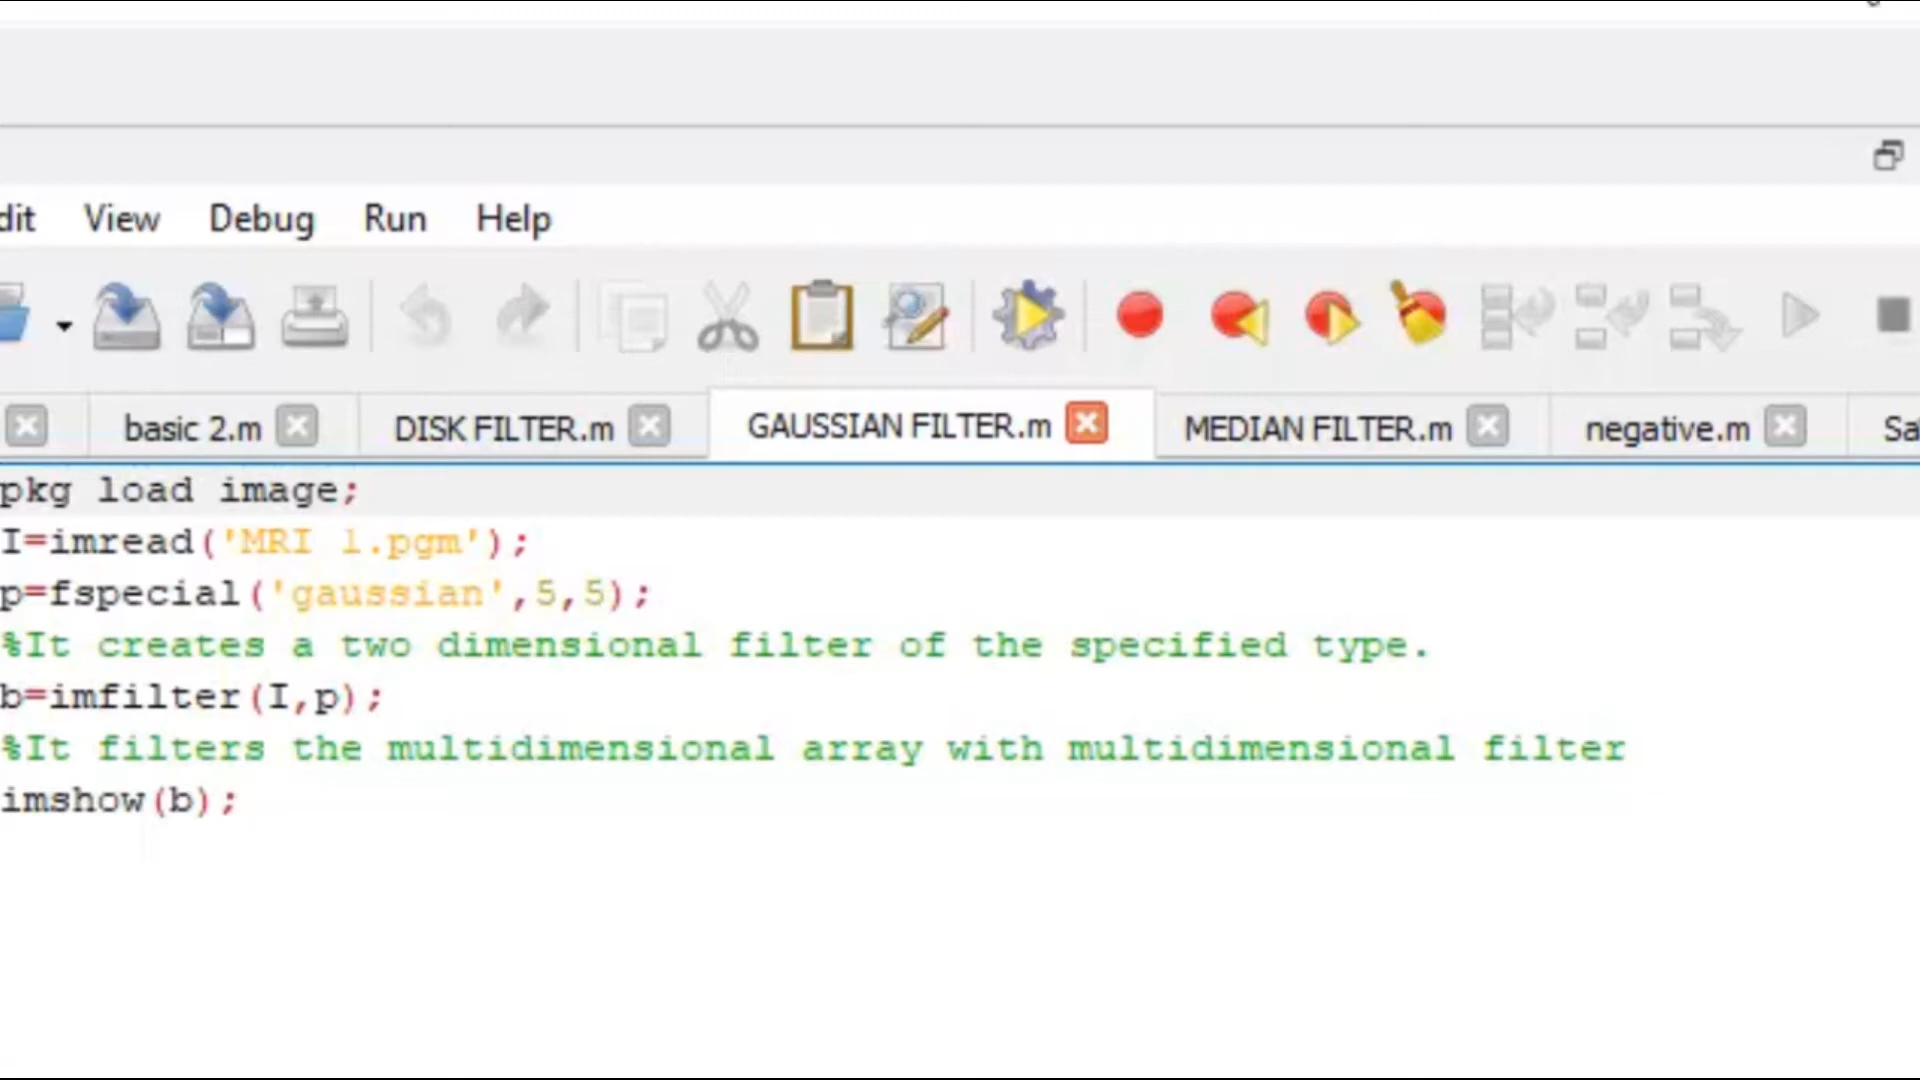 View Debug Run Help
basic 2.m DISK FILTER.m GAUSSIAN FILTER.m MEDIAN FILTER.m negative.m
pkg load image;
I=imread('MRI 1.pgm');
p=fspecial('gaussian',5,5);
%It creates a two dimensional filter of the specified type.
b=imfilter(I,p);
%It filters the multidimensional array with multidimensional filter
imshow(b);